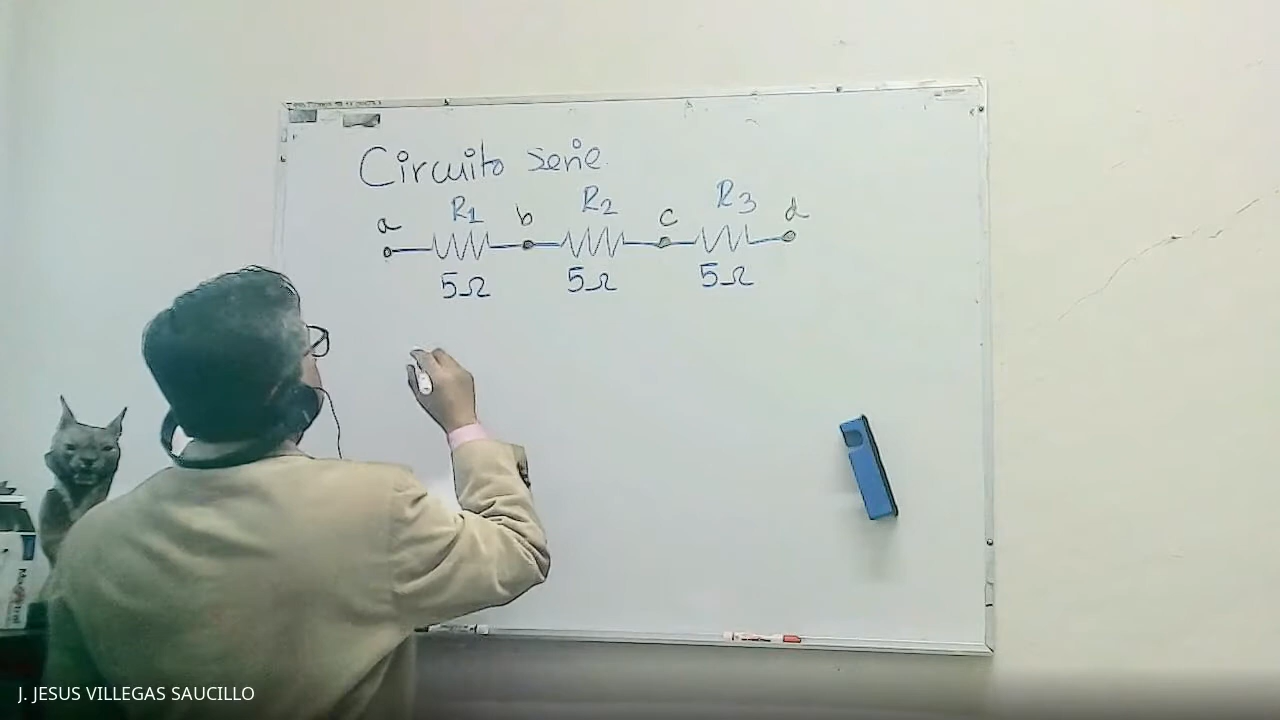 Circuito serie.
a R1 b R2 c R3 d
5Ω 5Ω 5Ω
J. JESUS VILLEGAS SAUCILLO